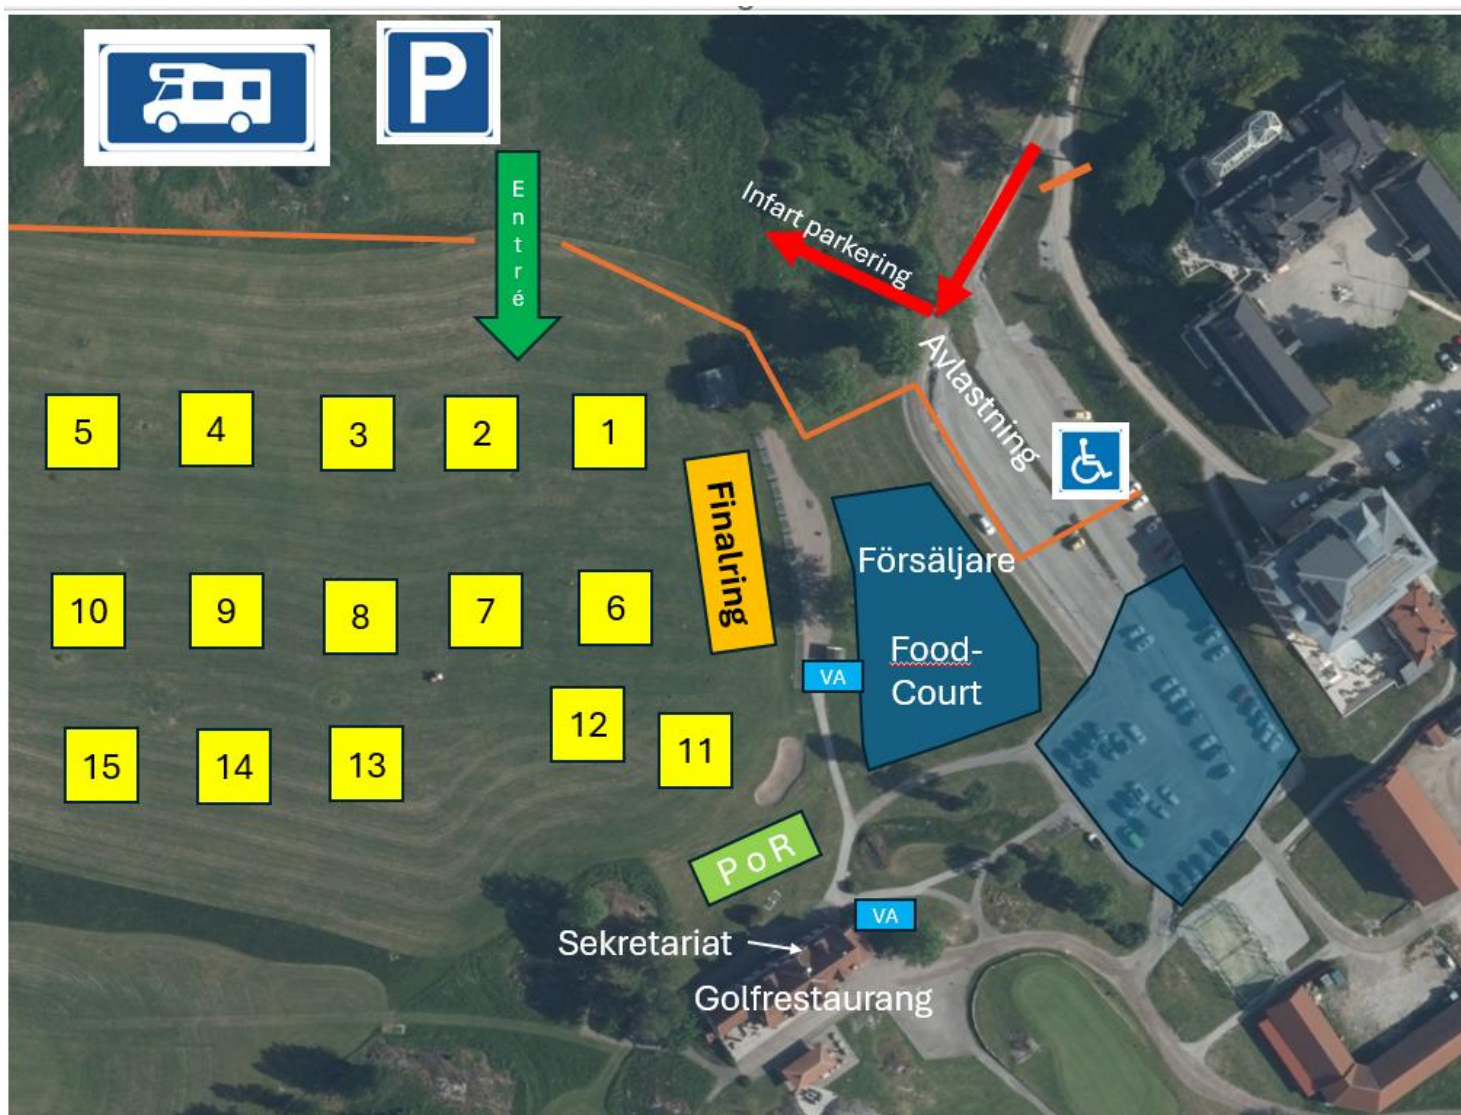 P
Entré
Infart parkering
Avlastning
5
4
3
2
1
Finalring
Försäljare
Food-
Court
10
9
8
7
6
VA
12
11
15
14
13
P o R
VA
Sekretariat
Golfrestaurang